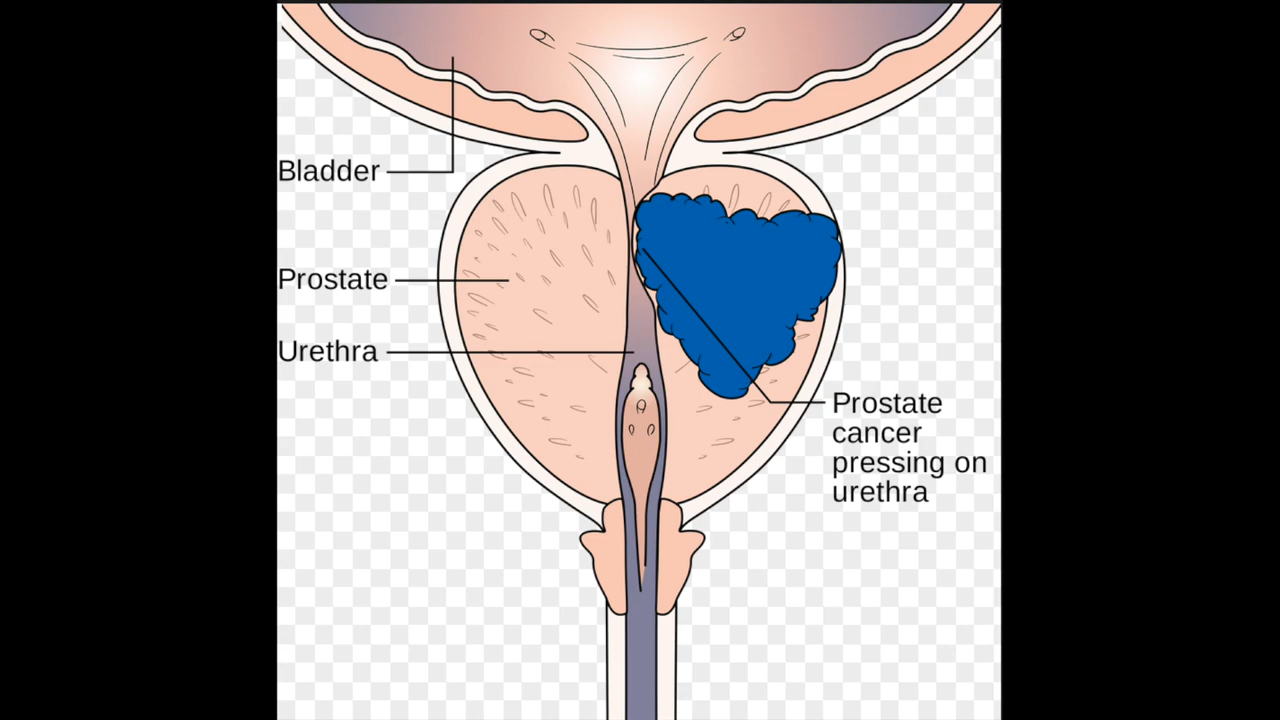 Bladder
Prostate
Urethra
Prostate
cancer
pressing on
urethra